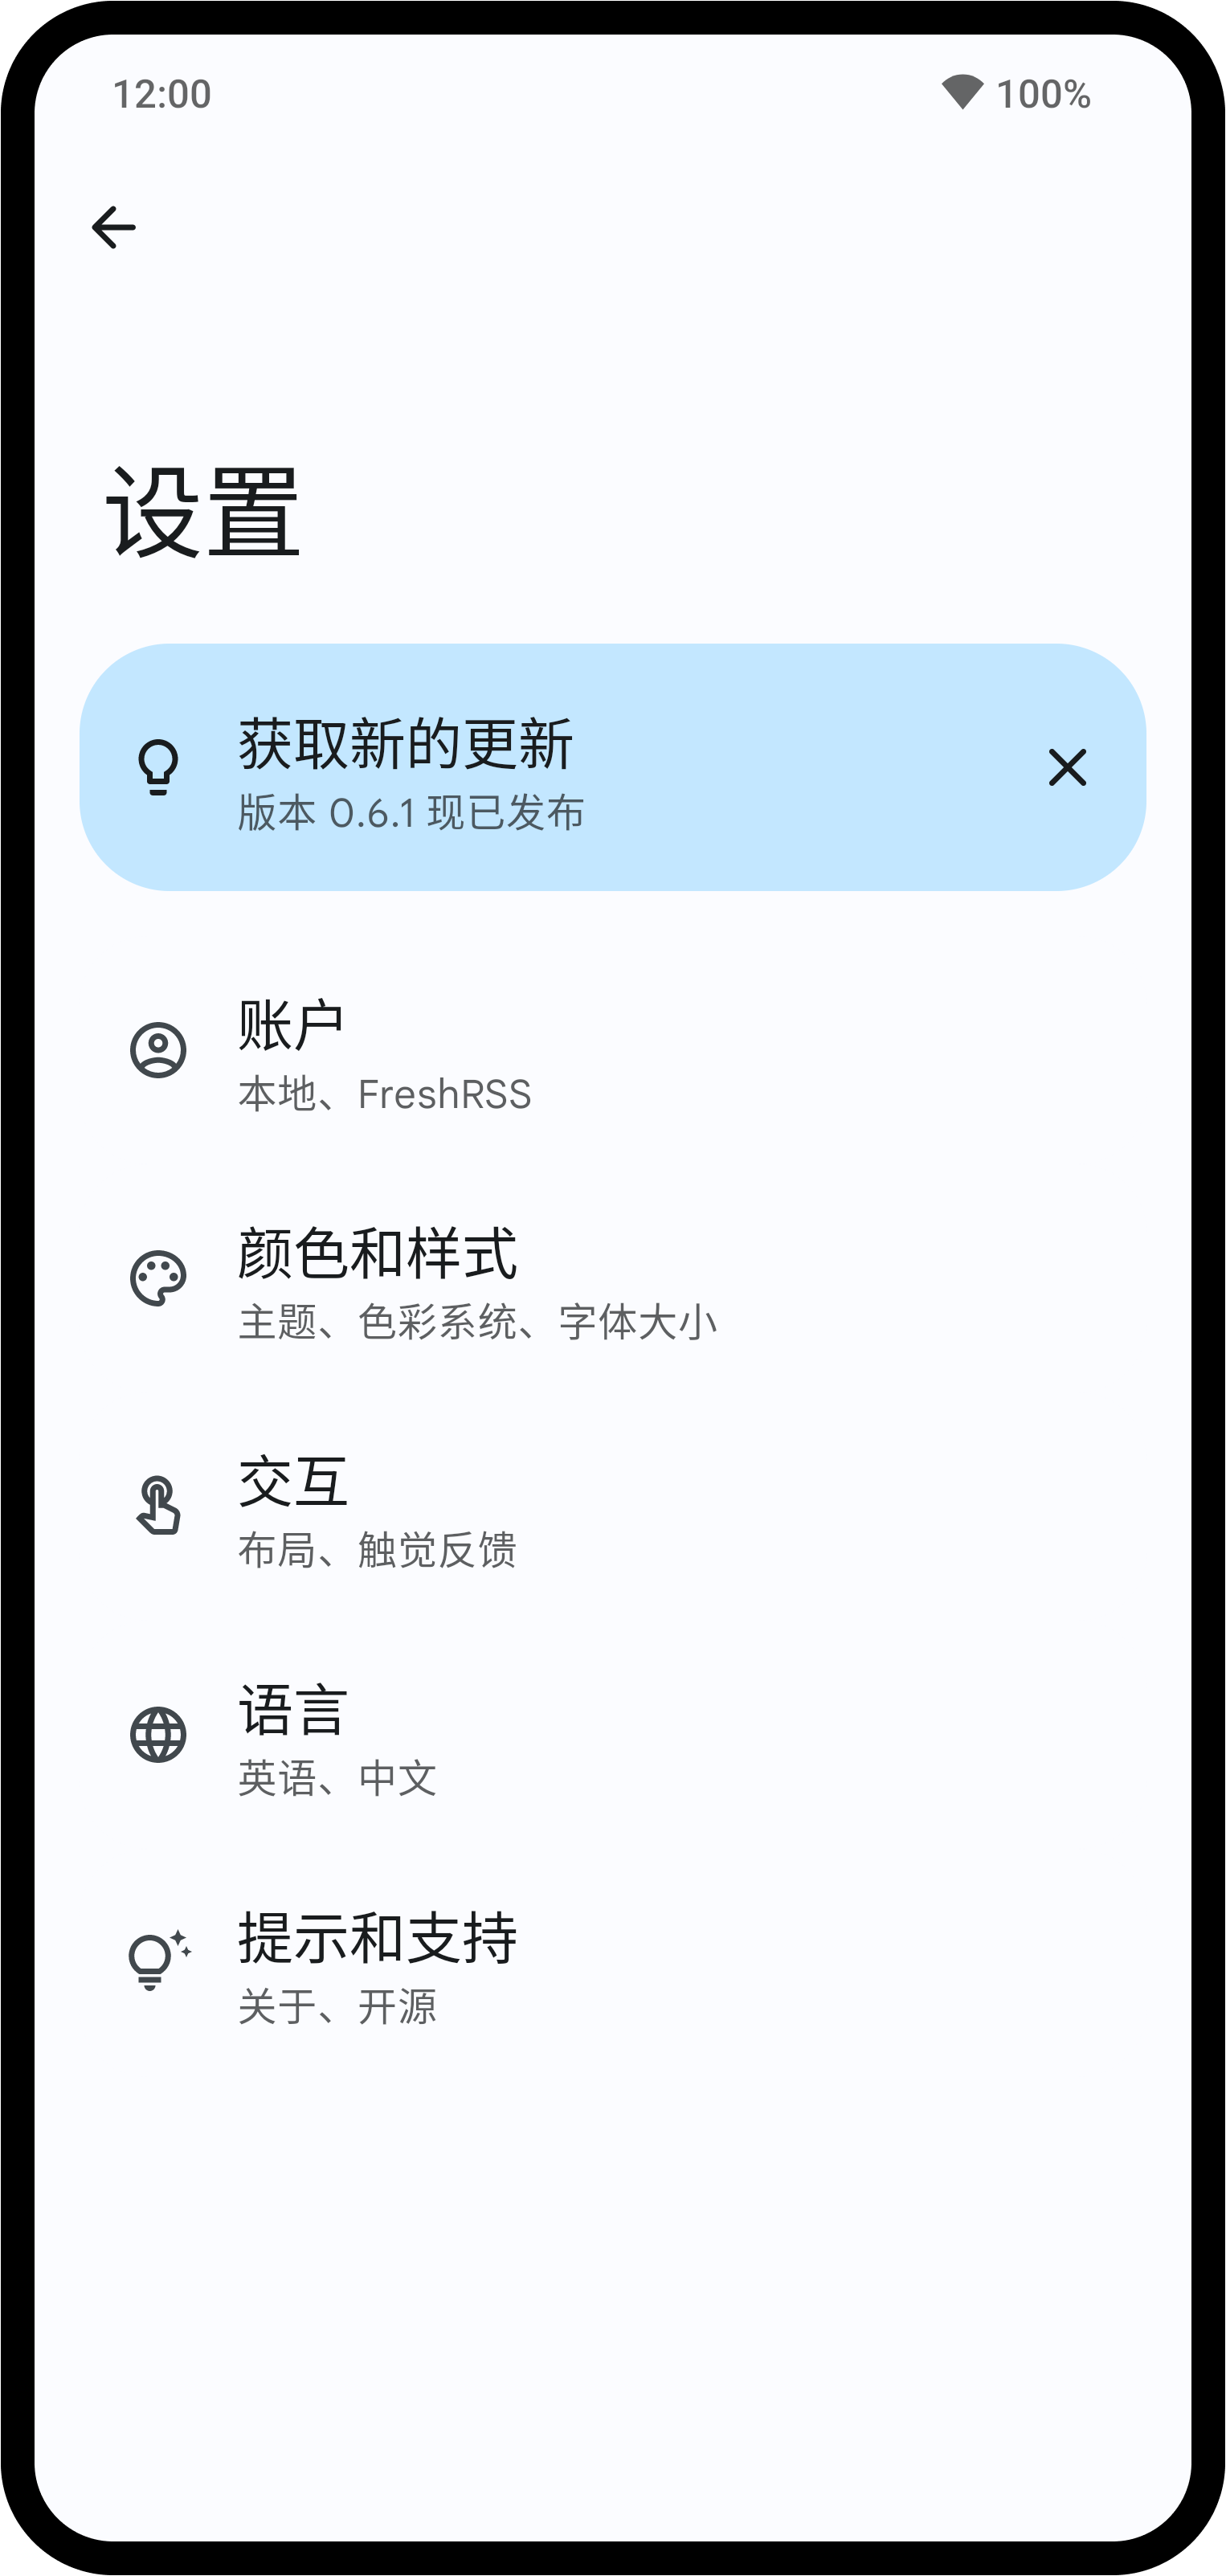 12:00 100%
设置
获取新的更新
版本 0.6.1 现已发布
账户
本地、FreshRSS
颜色和样式
主题、色彩系统、字体大小
交互
布局、触觉反馈
语言
英语、中文
提示和支持
关于、开源